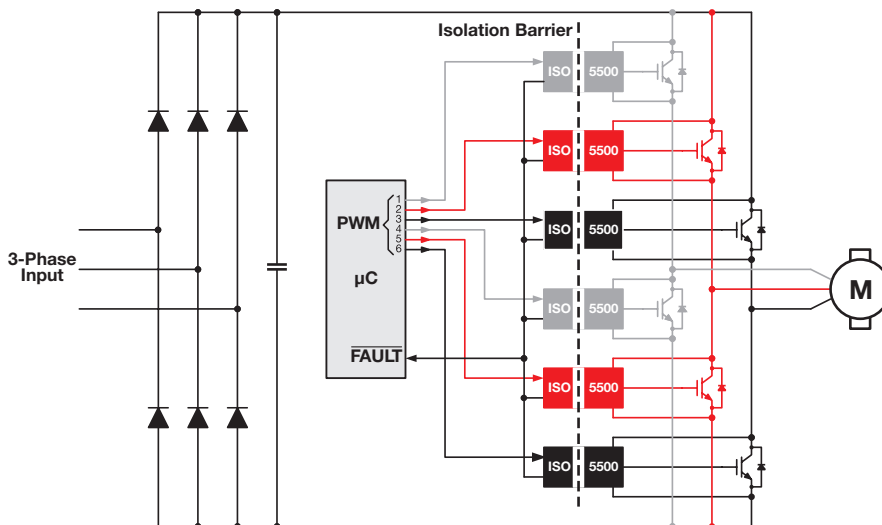 Isolation Barrier
ISO 5500
ISO 5500
1
2
3
4
5
6
PWM
ISO 5500
3-Phase
Input
µC
M
ISO 5500
FAULT
ISO 5500
ISO 5500